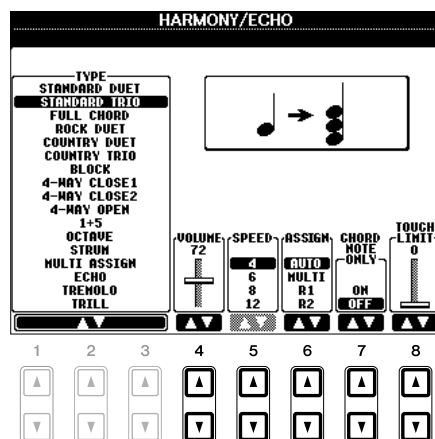 HARMONY/ECHO
TYPE
STANDARD DUET
STANDARD TRIO
FULL CHORD
ROCK DUET
COUNTRY DUET
COUNTRY TRIO
BLOCK
4-WAY CLOSE1
4-WAY CLOSE2
4-WAY OPEN
1+5
OCTAVE
STRUM
MULTI ASSIGN
ECHO
TREMOLO
TRILL
VOLUME
72
SPEED
4
6
8
12
ASSIGN
AUTO
MULTI
R1
R2
CHORD
NOTE
ONLY
ON
OFF
TOUCH
LIMIT
0
1 2 3 4 5 6 7 8